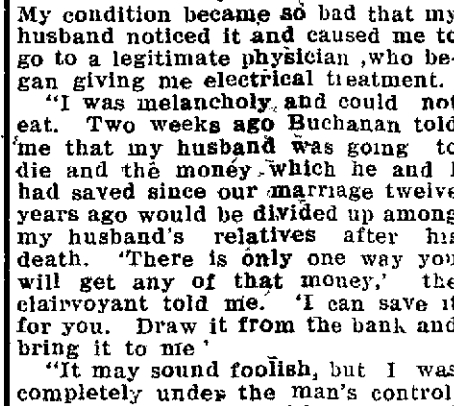 My condition became so bad that my
husband noticed it and caused me to
go to a legitimate physician ,who be-
gan giving me electrical treatment.
"I was melancholy and could not
eat. Two weeks ago Buchanan told
me that my husband was going to
die and the money which he and I
had saved since our marriage twelve
years ago would be divided up among
my husband's relatives after his
death. 'There is only one way you
will get any of that money,' the
clairvoyant told me. 'I can save it
for you. Draw it from the bank and
bring it to me'
"It may sound foolish, but I was
completely under the man's control